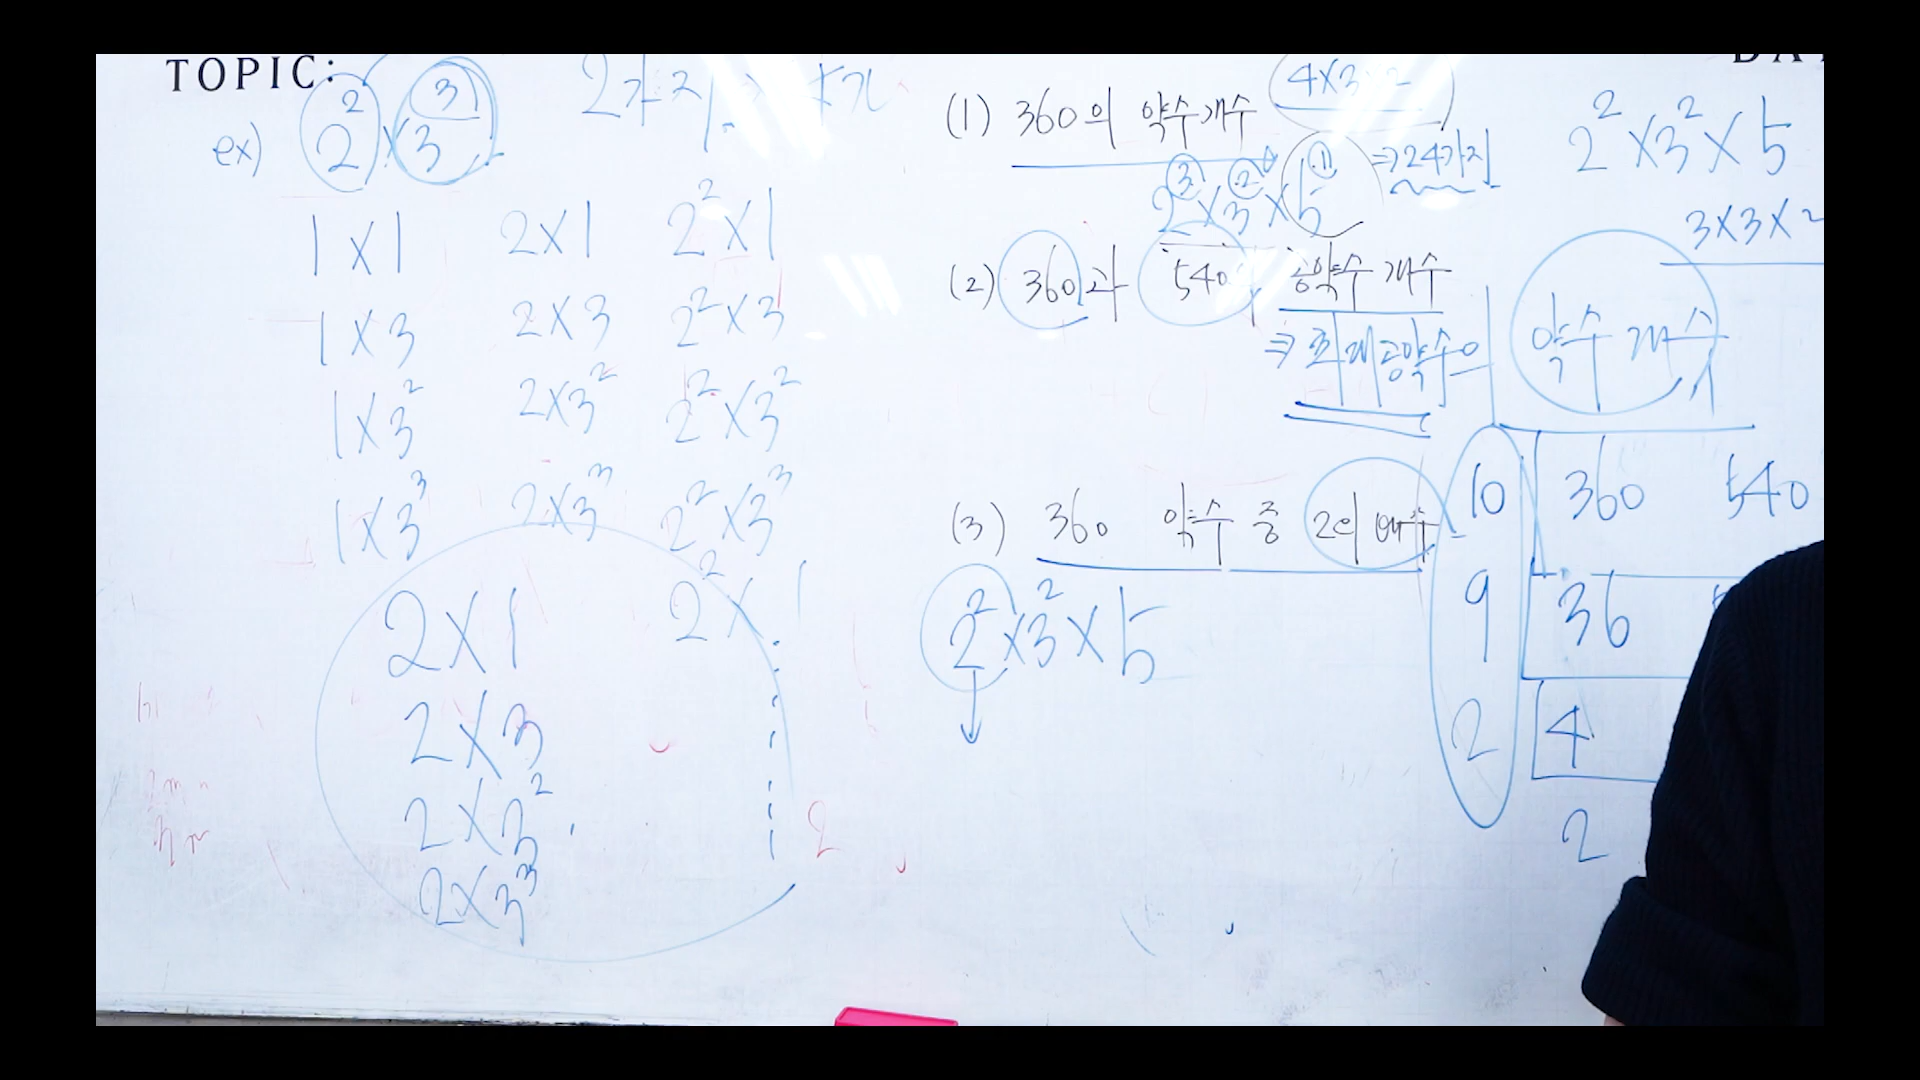 TOPIC:
ex) 2² × 3³
1 × 1 2 × 1 2² × 1
1 × 3 2 × 3 2² × 3
1 × 3² 2 × 3² 2² × 3²
1 × 3³ 2 × 3³ 2² × 3³
2 × 1 2² × 1
2 × 3
2 × 3²
2 × 3³
(1) 360의 약수 개수 4×3×2
2³ × 3² × 5¹ ⇒ 24가지
(2) 360과 540 공약수 개수
⇒ 최대공약수의 약수 개수
(3) 360 약수 중 2의 배수
2² × 3² × 5
2² × 3² × 5
3 × 3 × 2
10 360 540
9 36
2 4
2